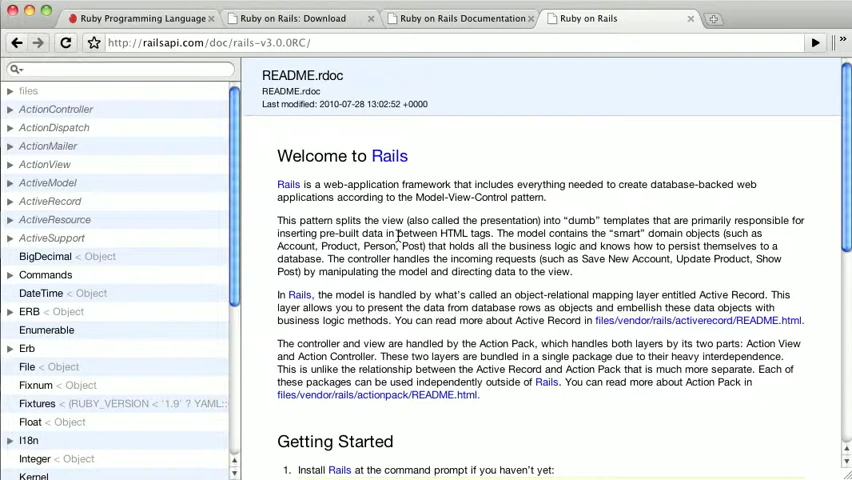 Ruby Programming Language
Ruby on Rails: Download
Ruby on Rails Documentation
Ruby on Rails
http://railsapi.com/doc/rails-v3.0.0RC/
files
ActionController
ActionDispatch
ActionMailer
ActionView
ActiveModel
ActiveRecord
ActiveResource
ActiveSupport
BigDecimal < Object
Commands
DateTime < Object
ERB < Object
Enumerable
Erb
File < Object
Fixnum < Object
Fixtures < (RUBY_VERSION < '1.9' ? YAML::
Float < Object
I18n
Integer < Object
Kernel
README.rdoc
README.rdoc
Last modified: 2010-07-28 13:02:52 +0000
Welcome to Rails
Rails is a web-application framework that includes everything needed to create database-backed web
applications according to the Model-View-Control pattern.
This pattern splits the view (also called the presentation) into “dumb” templates that are primarily responsible for
inserting pre-built data in between HTML tags. The model contains the “smart” domain objects (such as
Account, Product, Person, Post) that holds all the business logic and knows how to persist themselves to a
database. The controller handles the incoming requests (such as Save New Account, Update Product, Show
Post) by manipulating the model and directing data to the view.
In Rails, the model is handled by what’s called an object-relational mapping layer entitled Active Record. This
layer allows you to present the data from database rows as objects and embellish these data objects with
business logic methods. You can read more about Active Record in files/vendor/rails/activerecord/README.html.
The controller and view are handled by the Action Pack, which handles both layers by its two parts: Action View
and Action Controller. These two layers are bundled in a single package due to their heavy interdependence.
This is unlike the relationship between the Active Record and Action Pack that is much more separate. Each of
these packages can be used independently outside of Rails. You can read more about Action Pack in
files/vendor/rails/actionpack/README.html.
Getting Started
1. Install Rails at the command prompt if you haven’t yet: